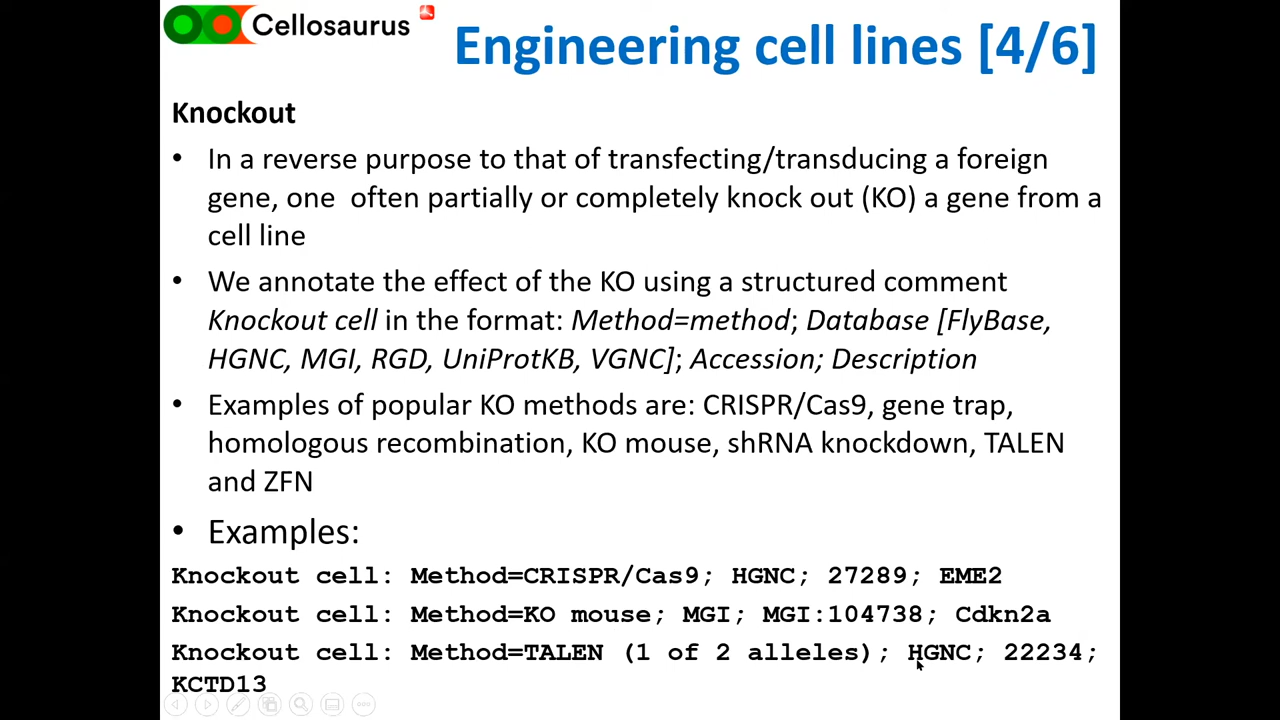 Cellosaurus
Engineering cell lines [4/6]
Knockout
• In a reverse purpose to that of transfecting/transducing a foreign
gene, one  often partially or completely knock out (KO) a gene from a
cell line
• We annotate the effect of the KO using a structured comment
Knockout cell in the format: Method=method; Database [FlyBase,
HGNC, MGI, RGD, UniProtKB, VGNC]; Accession; Description
• Examples of popular KO methods are: CRISPR/Cas9, gene trap,
homologous recombination, KO mouse, shRNA knockdown, TALEN
and ZFN
• Examples:
Knockout cell: Method=CRISPR/Cas9; HGNC; 27289; EME2
Knockout cell: Method=KO mouse; MGI; MGI:104738; Cdkn2a
Knockout cell: Method=TALEN (1 of 2 alleles); HGNC; 22234;
KCTD13